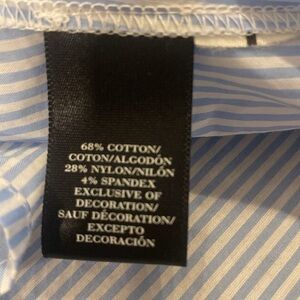 68% COTTON/
COTON/ALGODÓN
28% NYLON/NILÓN
4% SPANDEX
EXCLUSIVE OF
DECORATION/
SAUF DÉCORATION/
EXCEPTO
DECORACIÓN